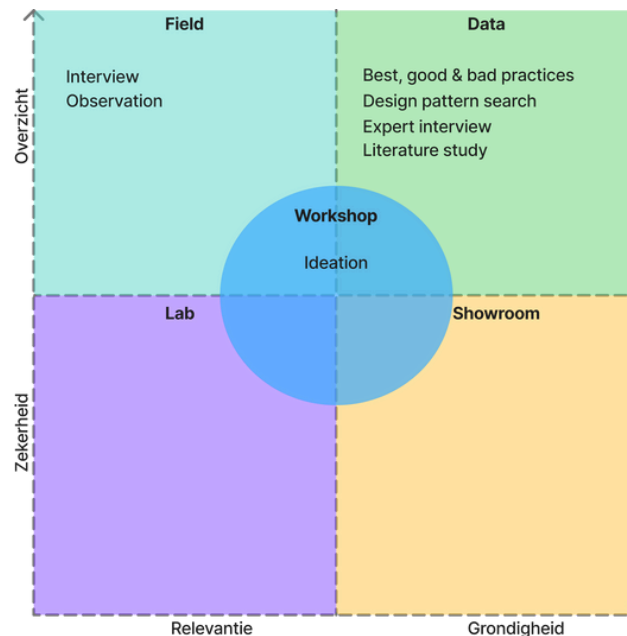 Field
Data
Interview
Observation
Best, good & bad practices
Design pattern search
Expert interview
Literature study
Overzicht
Workshop
Ideation
Lab
Showroom
Zekerheid
Relevantie
Grondigheid